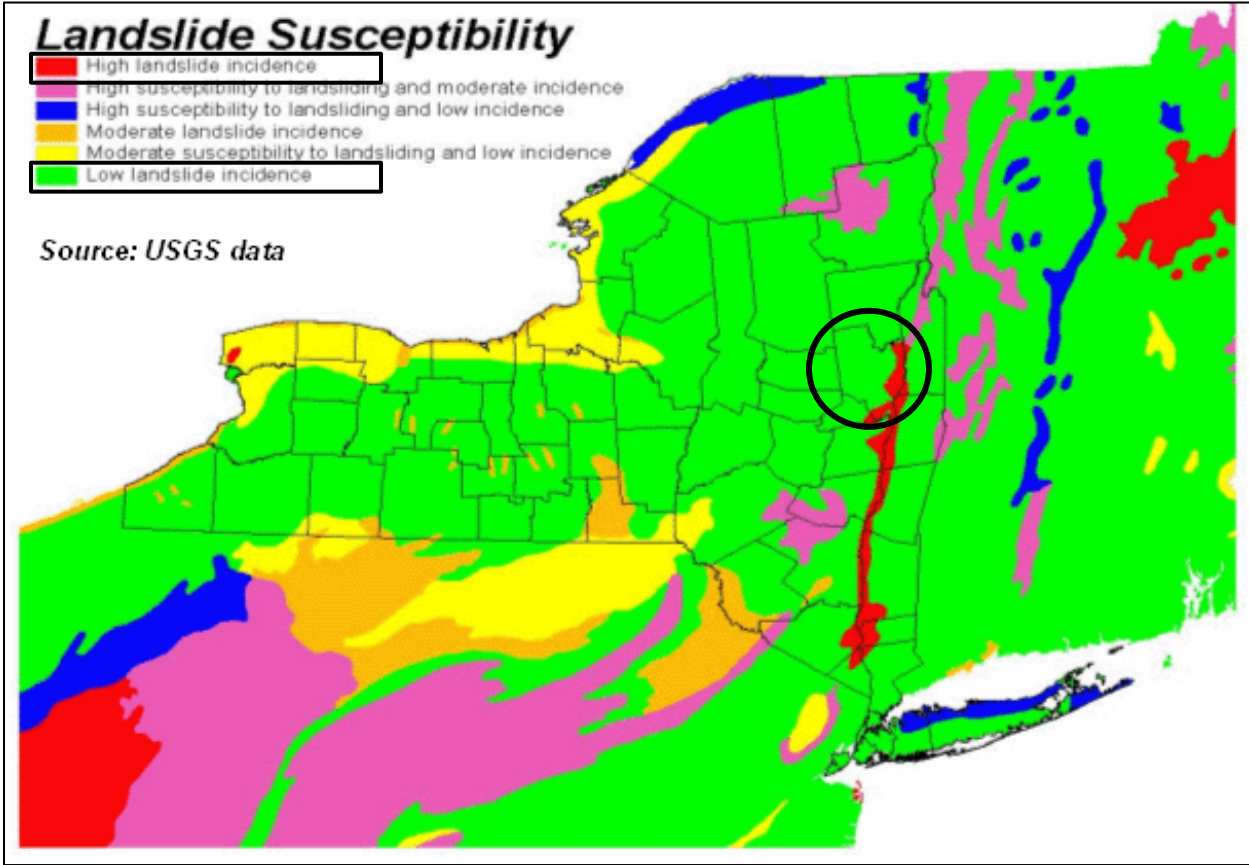 Landslide Susceptibility
High landslide incidence
High susceptibility to landsliding and moderate incidence
High susceptibility to landsliding and low incidence
Moderate landslide incidence
Moderate susceptibility to landsliding and low incidence
Low landslide incidence
Source: USGS data